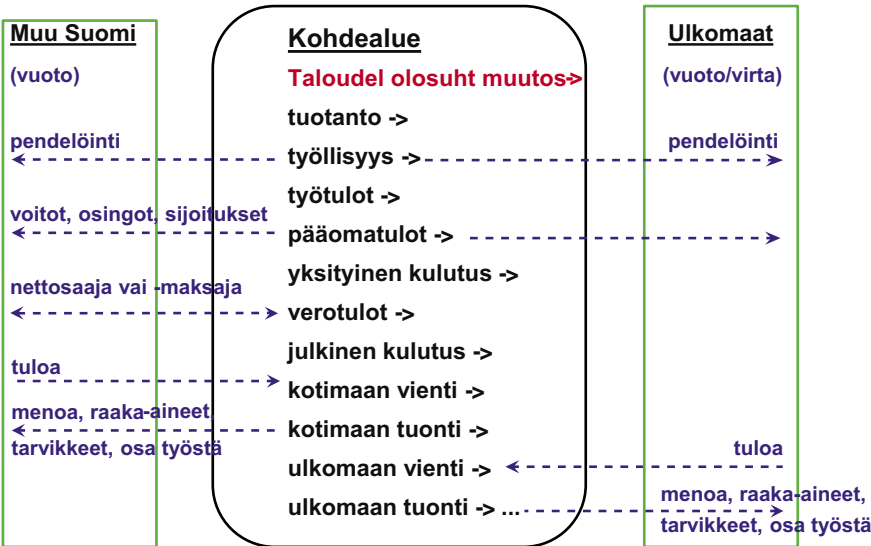 Muu Suomi
(vuoto)
pendelöinti
voitot, osingot, sijoitukset
nettosaaja vai -maksaja
tuloa
menoa, raaka-aineet,
tarvikkeet, osa työstä
Kohdealue
Taloudel olosuht muutos->
tuotanto ->
työllisyys ->
työtulot ->
pääomatulot ->
yksityinen kulutus ->
verotulot ->
julkinen kulutus ->
kotimaan vienti ->
kotimaan tuonti ->
ulkomaan vienti ->
ulkomaan tuonti -> ...
Ulkomaat
(vuoto/virta)
pendelöinti
tuloa
menoa, raaka-aineet,
tarvikkeet, osa työstä